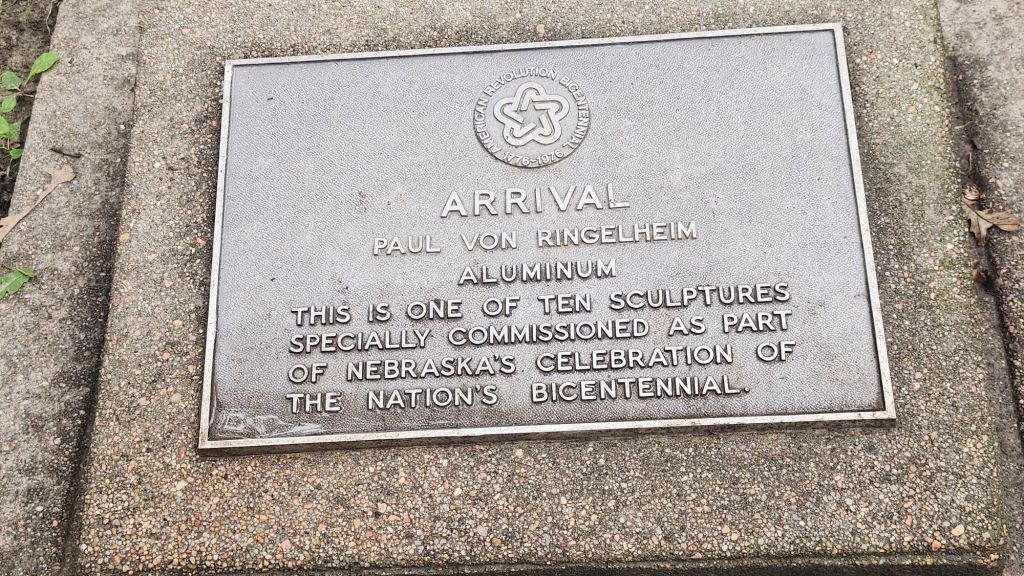 AMERICAN REVOLUTION BICENTENNIAL
1776-1976
ARRIVAL
PAUL VON RINGELHEIM
ALUMINUM
THIS IS ONE OF TEN SCULPTURES
SPECIALLY COMMISSIONED AS PART
OF NEBRASKA'S CELEBRATION OF
THE NATION'S BICENTENNIAL.